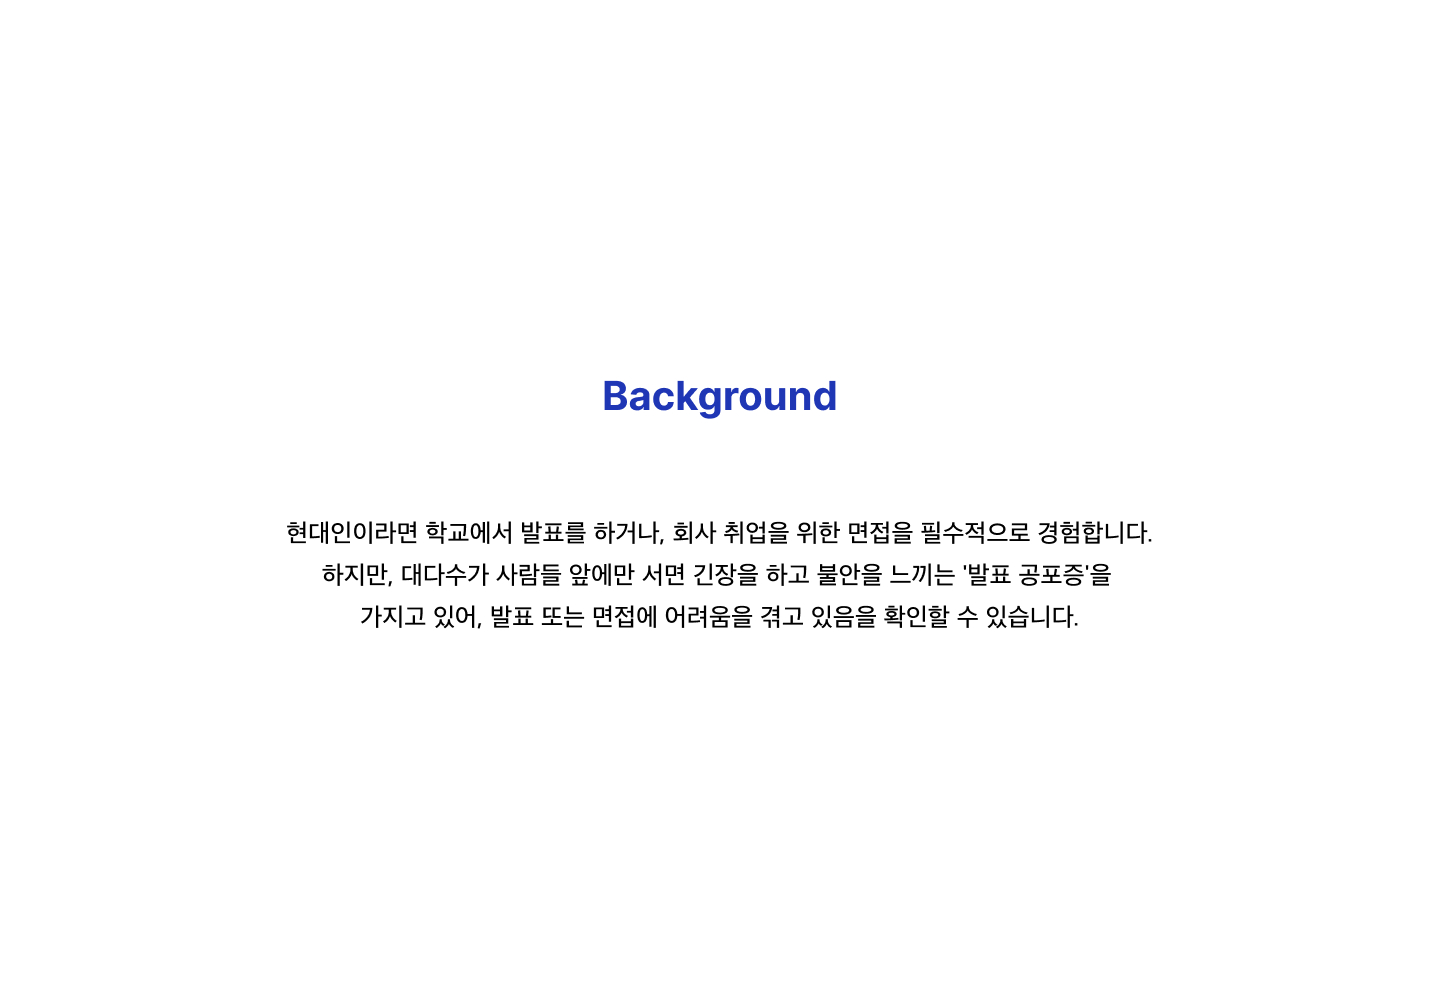 Background
현대인이라면 학교에서 발표를 하거나, 회사 취업을 위한 면접을 필수적으로 경험합니다.
하지만, 대다수가 사람들 앞에만 서면 긴장을 하고 불안을 느끼는 '발표 공포증'을
가지고 있어, 발표 또는 면접에 어려움을 겪고 있음을 확인할 수 있습니다.